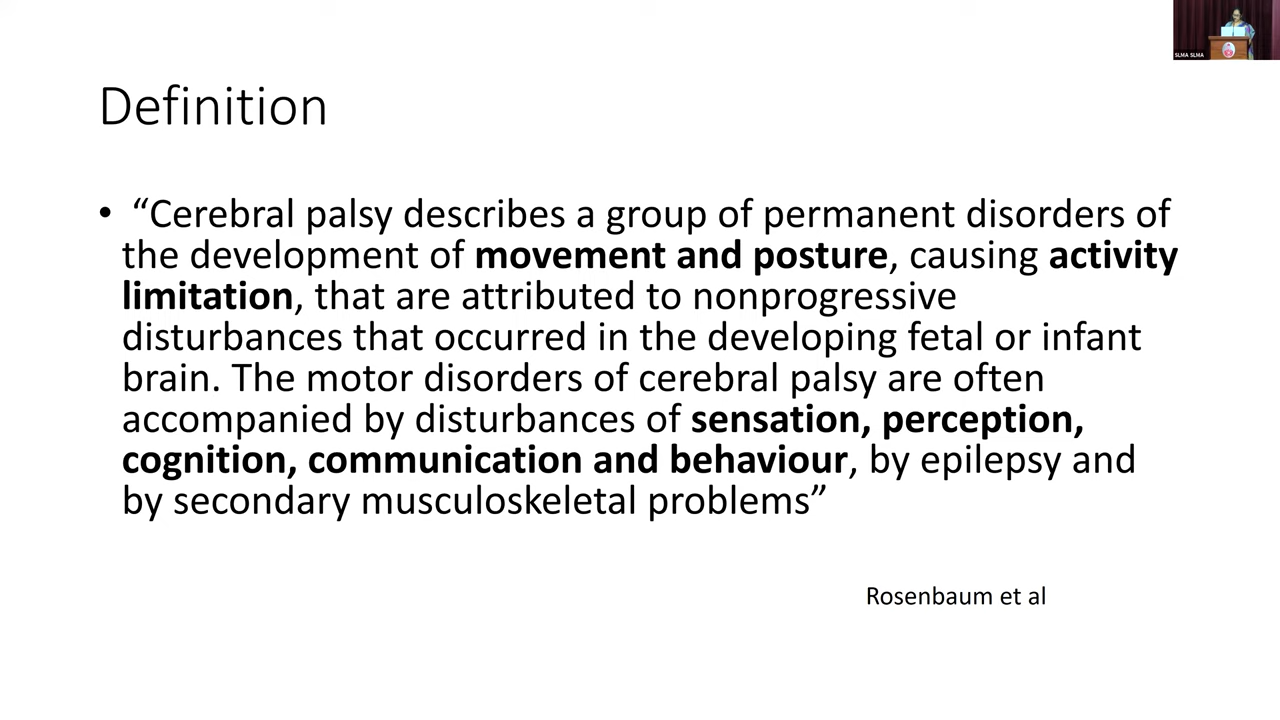 SLMA SLMA
Definition
• “Cerebral palsy describes a group of permanent disorders of
the development of movement and posture, causing activity
limitation, that are attributed to nonprogressive
disturbances that occurred in the developing fetal or infant
brain. The motor disorders of cerebral palsy are often
accompanied by disturbances of sensation, perception,
cognition, communication and behaviour, by epilepsy and
by secondary musculoskeletal problems”
Rosenbaum et al